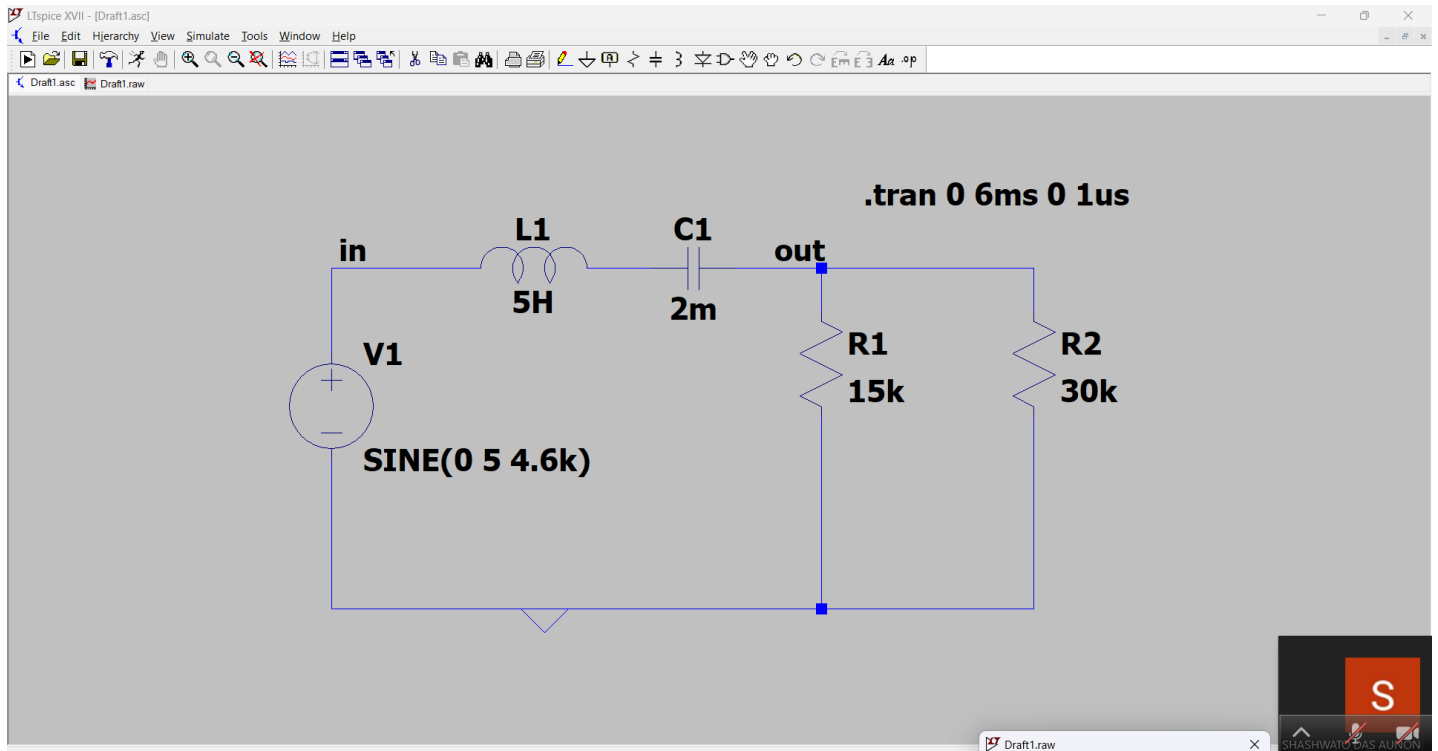 LTspice XVII - [Draft1.asc]
File Edit Hierarchy View Simulate Tools Window Help
Aa .op
Draft1.asc Draft1.raw
.tran 0 6ms 0 1us
L1 C1
in out
5H 2m
V1 R1 R2
15k 30k
SINE(0 5 4.6k)
S
Draft1.raw
SHASHWATO DAS AUNON